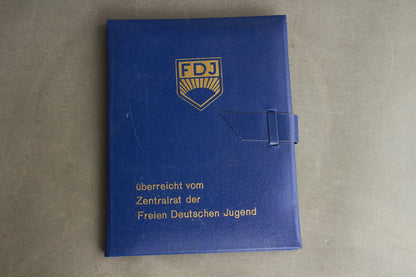 FDJ
überreicht vom
Zentralrat der
Freien Deutschen Jugend